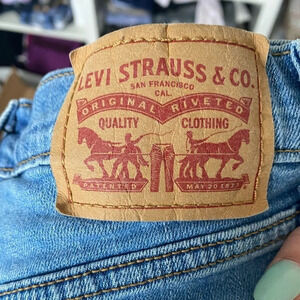 LEVI STRAUSS & CO.
SAN FRANCISCO
CAL.
ORIGINAL RIVETED
QUALITY CLOTHING
PATENTED MAY 20 1873